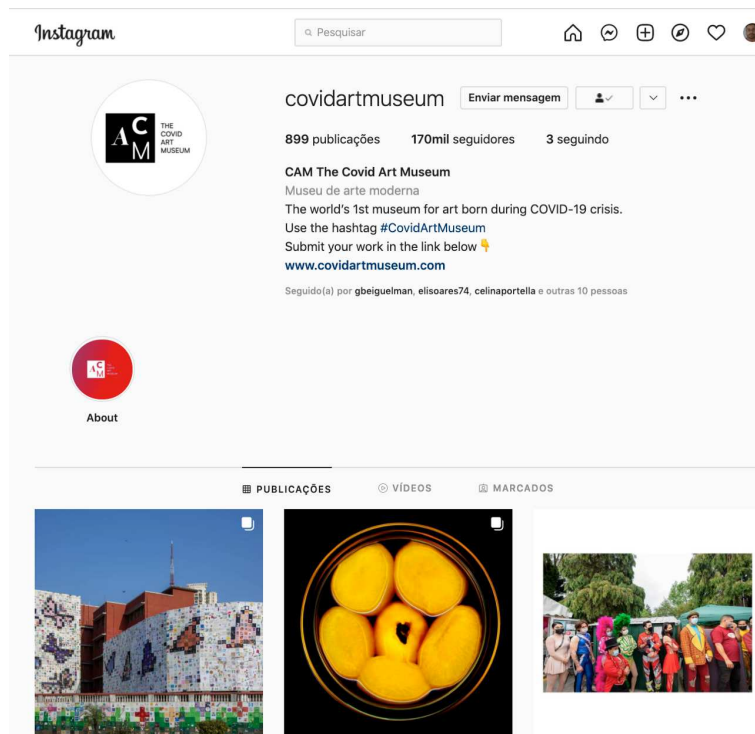 Instagram
Pesquisar
covidartmuseum Enviar mensagem
899 publicações 170mil seguidores 3 seguindo
CAM The Covid Art Museum
Museu de arte moderna
The world's 1st museum for art born during COVID-19 crisis.
Use the hashtag #CovidArtMuseum
Submit your work in the link below👇
www.covidartmuseum.com
Seguido(a) por gbeiguelman, elisoares74, celinaportella e outras 10 pessoas
A C M
THE
COVID
ART
MUSEUM
A C M
About
PUBLICAÇÕES VÍDEOS MARCADOS